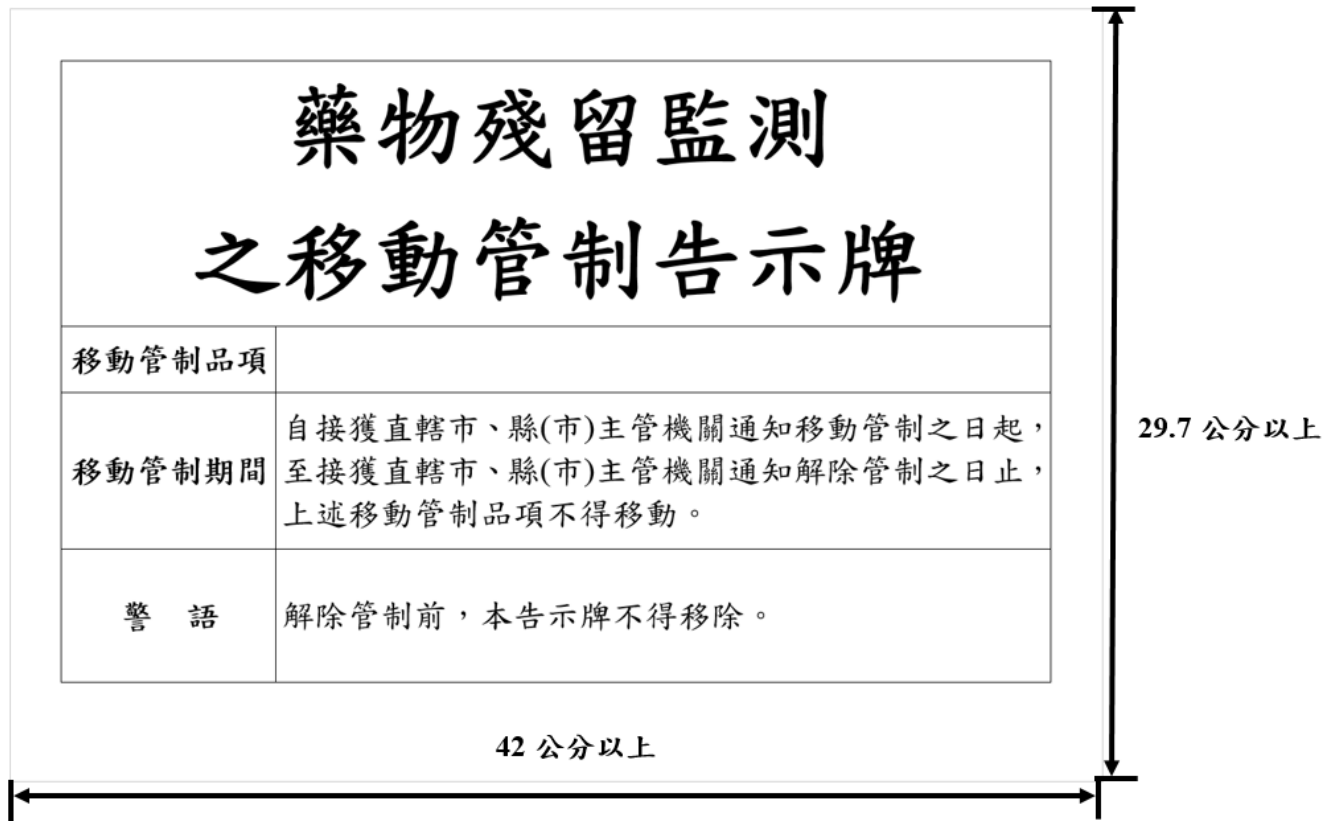 藥物殘留監測
之移動管制告示牌
移動管制品項
移動管制期間
自接獲直轄市、縣(市)主管機關通知移動管制之日起，
至接獲直轄市、縣(市)主管機關通知解除管制之日止，
上述移動管制品項不得移動。
警 語
解除管制前，本告示牌不得移除。
29.7 公分以上
42 公分以上